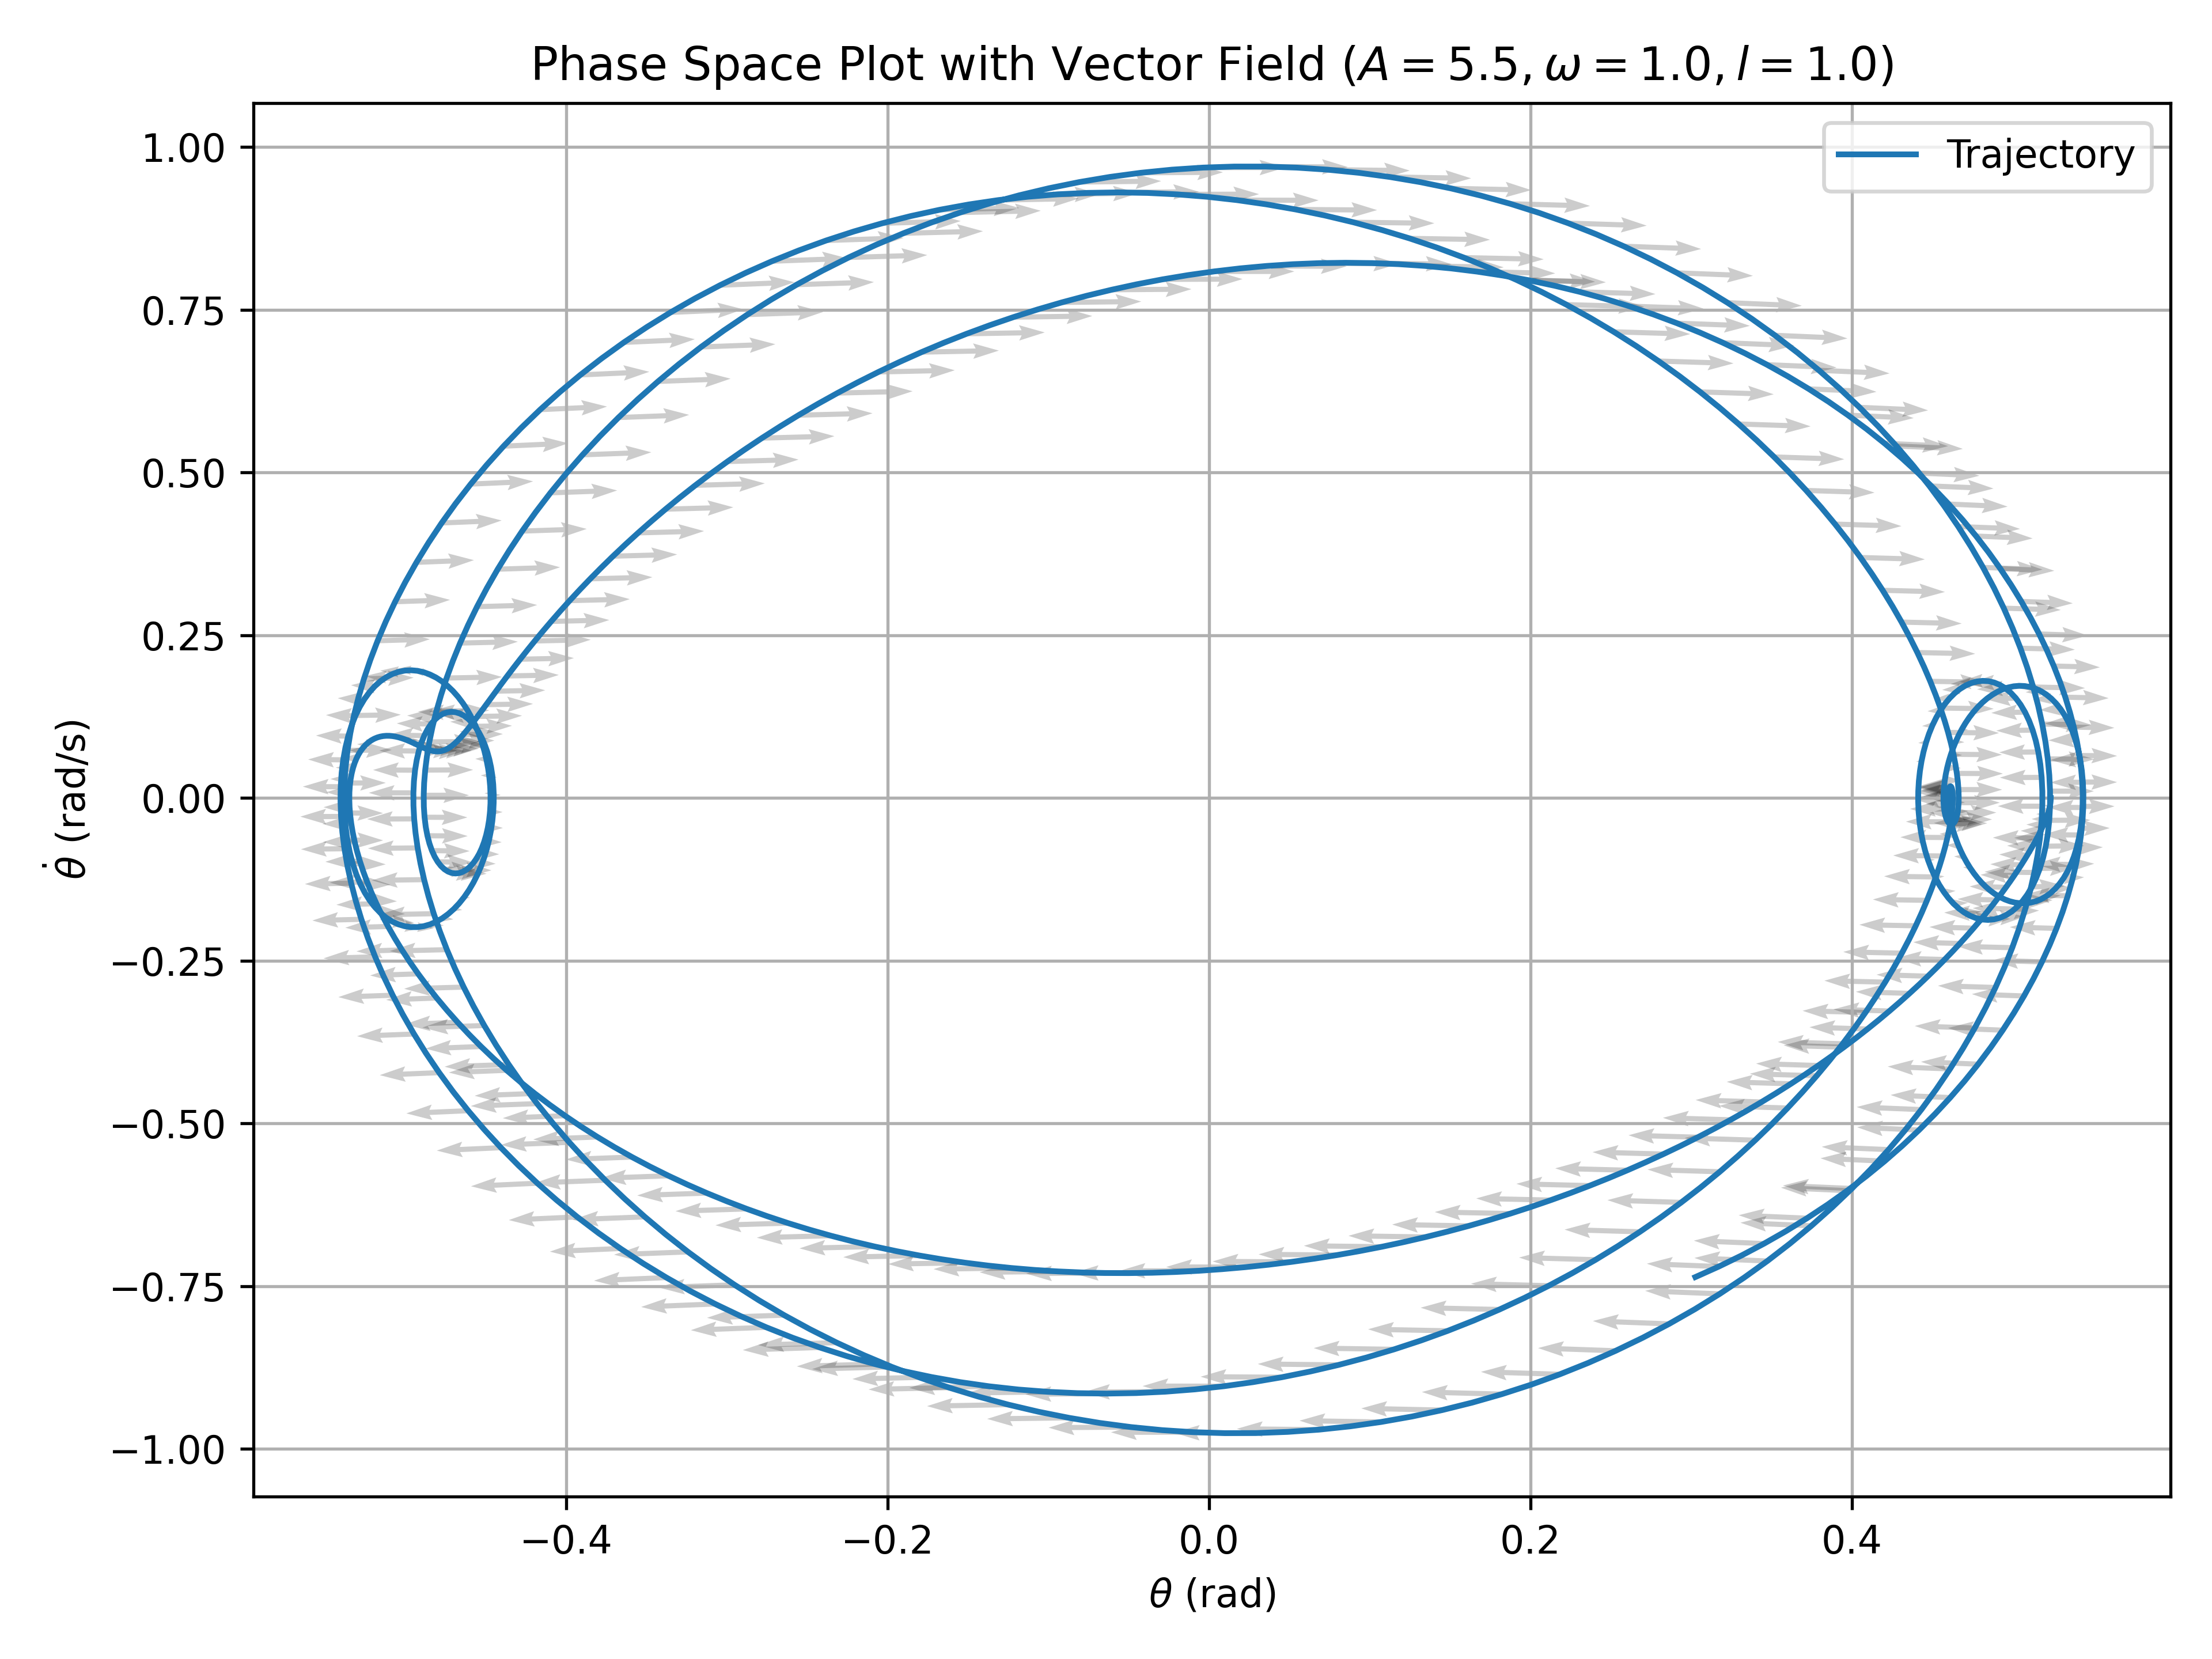 Phase Space Plot with Vector Field (A = 5.5, ω = 1.0, l = 1.0)
Trajectory
1.00
0.75
0.50
0.25
0.00
−0.25
−0.50
−0.75
−1.00
θ̇ (rad/s)
−0.4 −0.2 0.0 0.2 0.4
θ (rad)